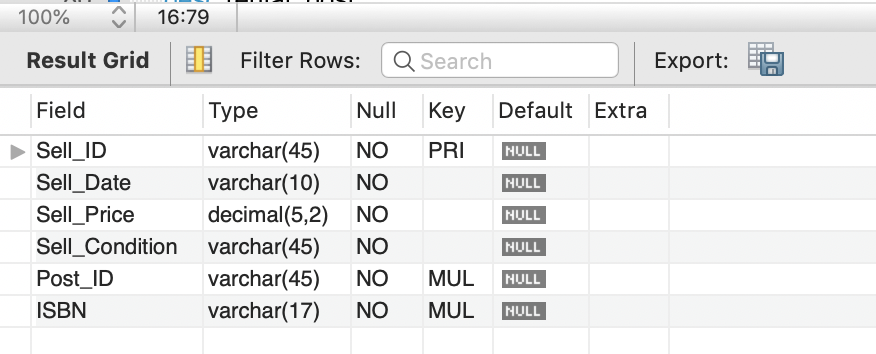 100% 16:79
Result Grid Filter Rows: Search Export:
Field Type Null Key Default Extra
Sell_ID varchar(45) NO PRI NULL
Sell_Date varchar(10) NO NULL
Sell_Price decimal(5,2) NO NULL
Sell_Condition varchar(45) NO NULL
Post_ID varchar(45) NO MUL NULL
ISBN varchar(17) NO MUL NULL